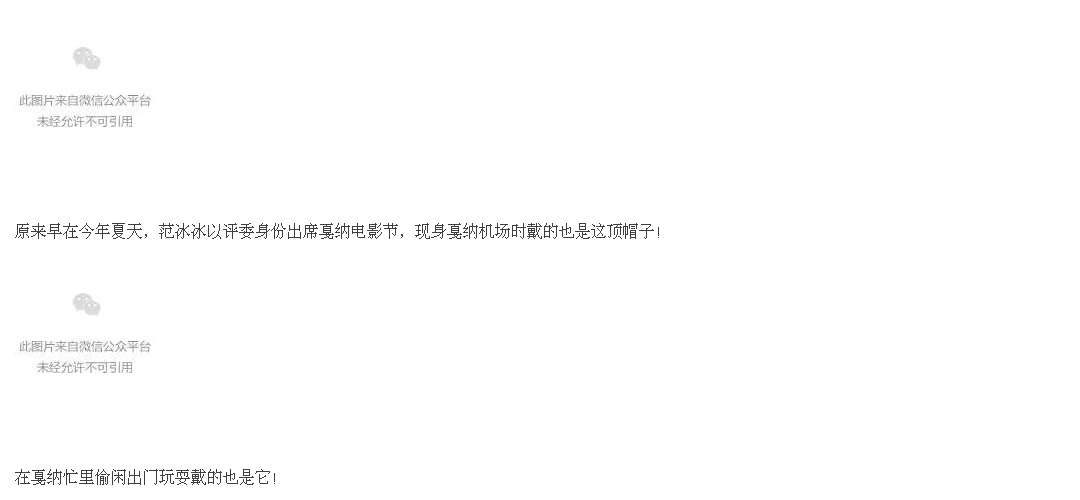 此图片来自微信公众平台
未经允许不可引用
原来早在今年夏天，范冰冰以评委身份出席戛纳电影节，现身戛纳机场时戴的也是这顶帽子！
此图片来自微信公众平台
未经允许不可引用
在戛纳忙里偷闲出门玩耍戴的也是它！